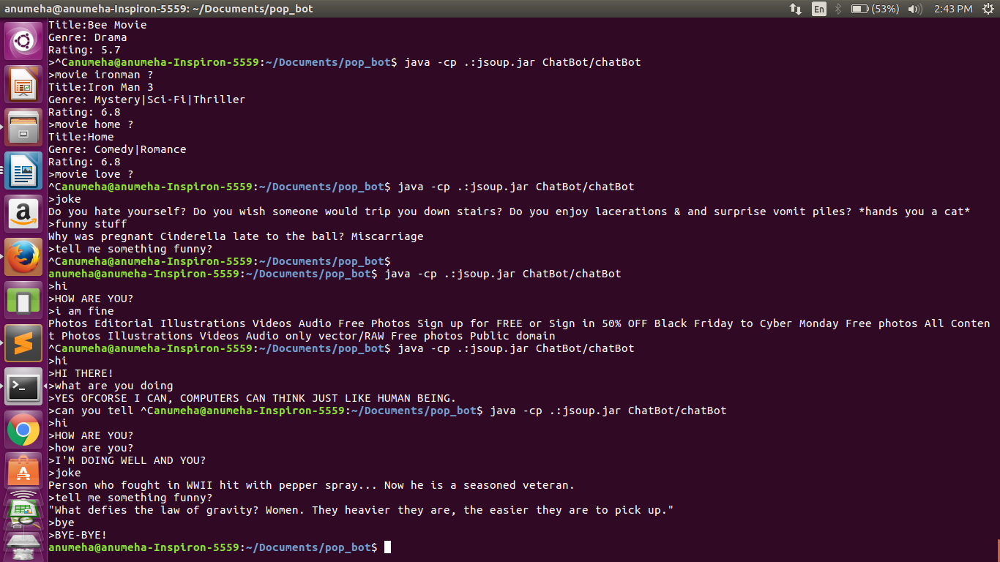 anumeha@anumeha-Inspiron-5559: ~/Documents/pop_bot En (53%) 2:43 PM
Title:Bee Movie
Genre: Drama
Rating: 5.7
>^Canumeha@anumeha-Inspiron-5559:~/Documents/pop_bot$ java -cp .:jsoup.jar ChatBot/chatBot
>movie ironman ?
Title:Iron Man 3
Genre: Mystery|Sci-Fi|Thriller
Rating: 6.8
>movie home ?
Title:Home
Genre: Comedy|Romance
Rating: 6.8
>movie love ?
^Canumeha@anumeha-Inspiron-5559:~/Documents/pop_bot$ java -cp .:jsoup.jar ChatBot/chatBot
>joke
Do you hate yourself? Do you wish someone would trip you down stairs? Do you enjoy lacerations & and surprise vomit piles? *hands you a cat*
>funny stuff
Why was pregnant Cinderella late to the ball? Miscarriage
>tell me something funny?
^Canumeha@anumeha-Inspiron-5559:~/Documents/pop_bot$
anumeha@anumeha-Inspiron-5559:~/Documents/pop_bot$ java -cp .:jsoup.jar ChatBot/chatBot
>hi
>HOW ARE YOU?
>i am fine
Photos Editorial Illustrations Videos Audio Free Photos Sign up for FREE or Sign in 50% OFF Black Friday to Cyber Monday Free photos All Conten
t Photos Illustrations Videos Audio only vector/RAW Free photos Public domain
^Canumeha@anumeha-Inspiron-5559:~/Documents/pop_bot$ java -cp .:jsoup.jar ChatBot/chatBot
>hi
>HI THERE!
>what are you doing
>YES OFCORSE I CAN, COMPUTERS CAN THINK JUST LIKE HUMAN BEING.
>can you tell ^Canumeha@anumeha-Inspiron-5559:~/Documents/pop_bot$ java -cp .:jsoup.jar ChatBot/chatBot
>hi
>HOW ARE YOU?
>how are you?
>I'M DOING WELL AND YOU?
>joke
Person who fought in WWII hit with pepper spray... Now he is a seasoned veteran.
>tell me something funny?
"What defies the law of gravity? Women. They heavier they are, the easier they are to pick up."
>bye
>BYE-BYE!
anumeha@anumeha-Inspiron-5559:~/Documents/pop_bot$